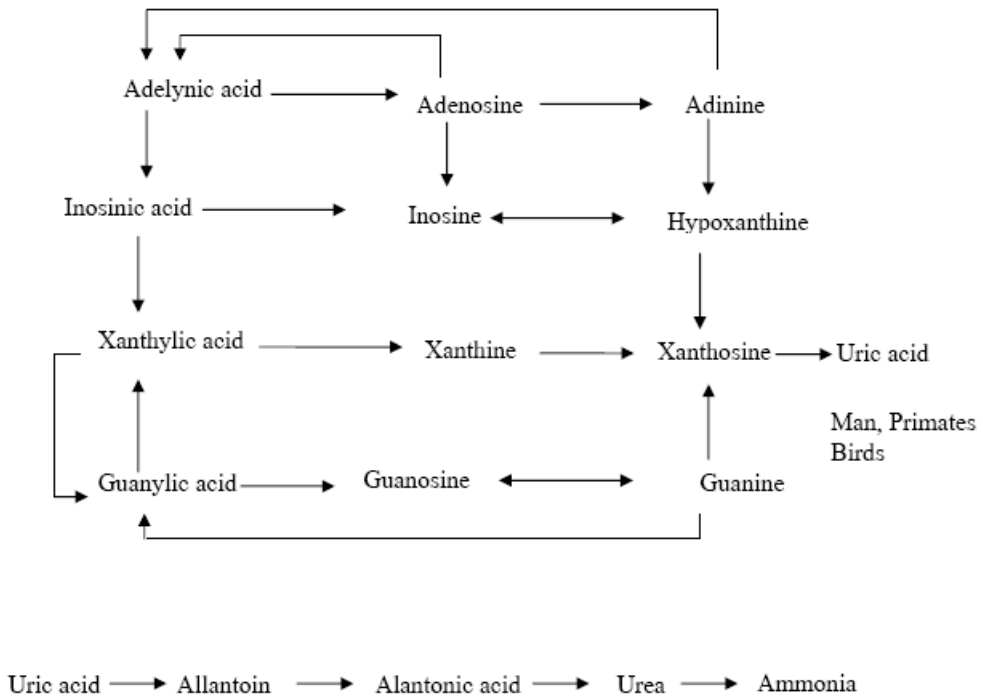 Adelynic acid
Adenosine
Adinine
Inosinic acid
Inosine
Hypoxanthine
Xanthylic acid
Xanthine
Xanthosine
Uric acid
Man, Primates
Birds
Guanylic acid
Guanosine
Guanine
Uric acid
Allantoin
Alantonic acid
Urea
Ammonia